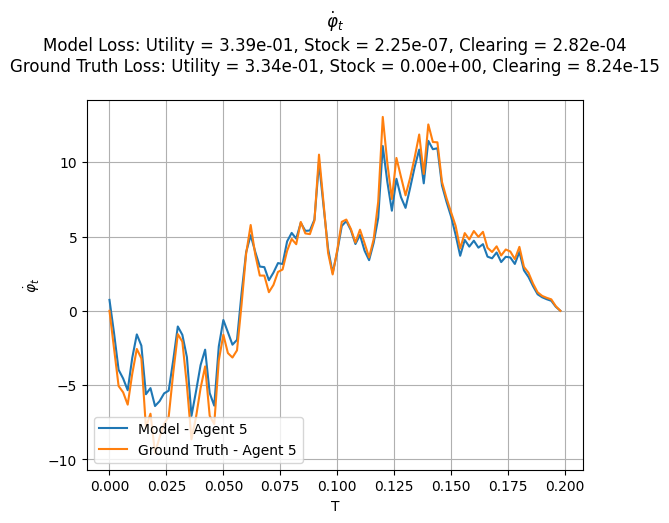 φ̇ₜ
Model Loss: Utility = 3.39e-01, Stock = 2.25e-07, Clearing = 2.82e-04
Ground Truth Loss: Utility = 3.34e-01, Stock = 0.00e+00, Clearing = 8.24e-15
φ̇ₜ
10
5
0
−5
−10
Model - Agent 5
Ground Truth - Agent 5
0.000 0.025 0.050 0.075 0.100 0.125 0.150 0.175 0.200
T